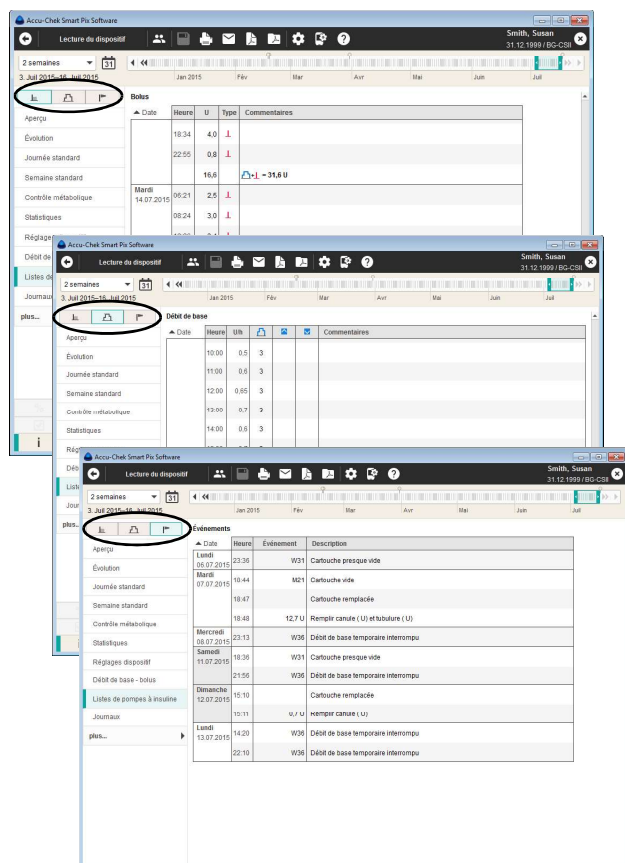 Accu-Chek Smart Pix Software
Lecture du dispositif
Smith, Susan
31.12.1999 / BG-CSII
2 semaines
31
3. Juil 2015–16. Juil 2015
Jan 2015 Fév Mar Avr Mai Juin Juil
Bolus
Aperçu
Évolution
Journée standard
Semaine standard
Contrôle métabolique
Statistiques
Débit de
Listes de
Journaux
plus...
Date Heure U Type Commentaires
18:34 4,0
22:55 0,8
16,6 + = 31,6 U
Mardi
14.07.2015 06:21 2,5
08:24 3,0
Accu-Chek Smart Pix Software
Lecture du dispositif
Smith, Susan
31.12.1999 / BG-CSII
2 semaines
31
3. Juil 2015–16. Juil 2015
Jan 2015 Fév Mar Avr Mai Juin Juil
Débit de base
Aperçu
Évolution
Journée standard
Semaine standard
Contrôle métabolique
Statistiques
plus...
Date Heure U/h Commentaires
10:00 0,5 3
11:00 0,6 3
12:00 0,65 3
13:00 0,7 3
14:00 0,6 3
Accu-Chek Smart Pix Software
Lecture du dispositif
Smith, Susan
31.12.1999 / BG-CSII
2 semaines
31
3. Juil 2015–16. Juil 2015
Jan 2015 Fév Mar Avr Mai Juin Juil
Événements
Aperçu
Évolution
Journée standard
Semaine standard
Contrôle métabolique
Statistiques
Réglages dispositif
Débit de base - bolus
Listes de pompes à insuline
Journaux
plus...
Date Heure Événement Description
Lundi
06.07.2015 23:36 W31 Cartouche presque vide
Mardi
07.07.2015 10:44 M21 Cartouche vide
18:47 Cartouche remplacée
18:48 12,7 U Remplir canule ( U) et tubulure ( U)
Mercredi
08.07.2015 23:13 W36 Débit de base temporaire interrompu
Samedi
11.07.2015 18:36 W31 Cartouche presque vide
21:56 W36 Débit de base temporaire interrompu
Dimanche
12.07.2015 15:10 Cartouche remplacée
15:11 0,7 U Remplir canule ( U)
Lundi
13.07.2015 14:20 W36 Débit de base temporaire interrompu
22:10 W36 Débit de base temporaire interrompu